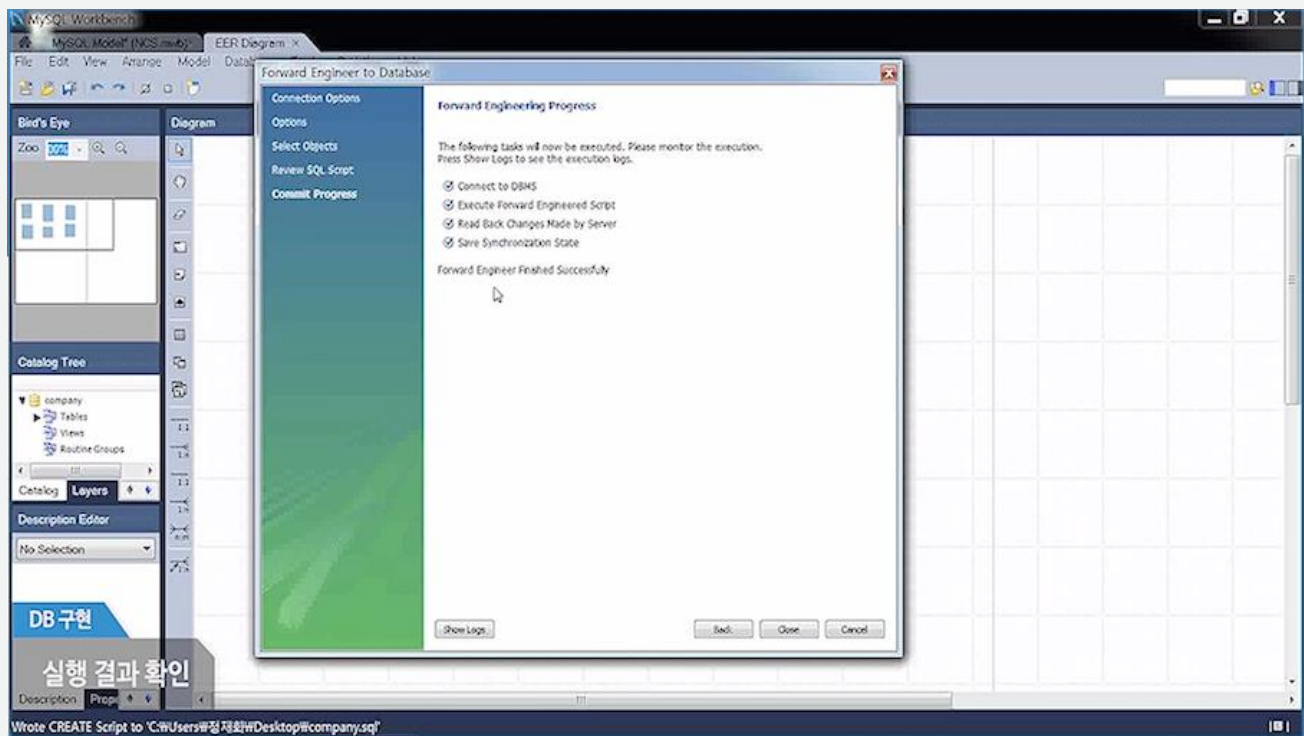 MySQL Workbench
MySQL Model* (NCS.mwb)
EER Diagram ×
File Edit View Arrange Model
Forward Engineer to Database
Bird's Eye
Diagram
Zoo
Connection Options
Options
Select Objects
Review SQL Script
Commit Progress
Forward Engineering Progress
The following tasks will now be executed. Please monitor the execution.
Press Show Logs to see the execution logs.
Connect to DBMS
Execute Forward Engineered Script
Read Back Changes Made by Server
Save Synchronization State
Forward Engineer Finished Successfully
Catalog Tree
company
Tables
Views
Routine Groups
Catalog Layers
Description Editor
No Selection
DB 구현
실행 결과 확인
Show Logs
Back
Close
Cancel
Description
Wrote CREATE Script to 'C:₩Users₩정재화₩Desktop₩company.sql'